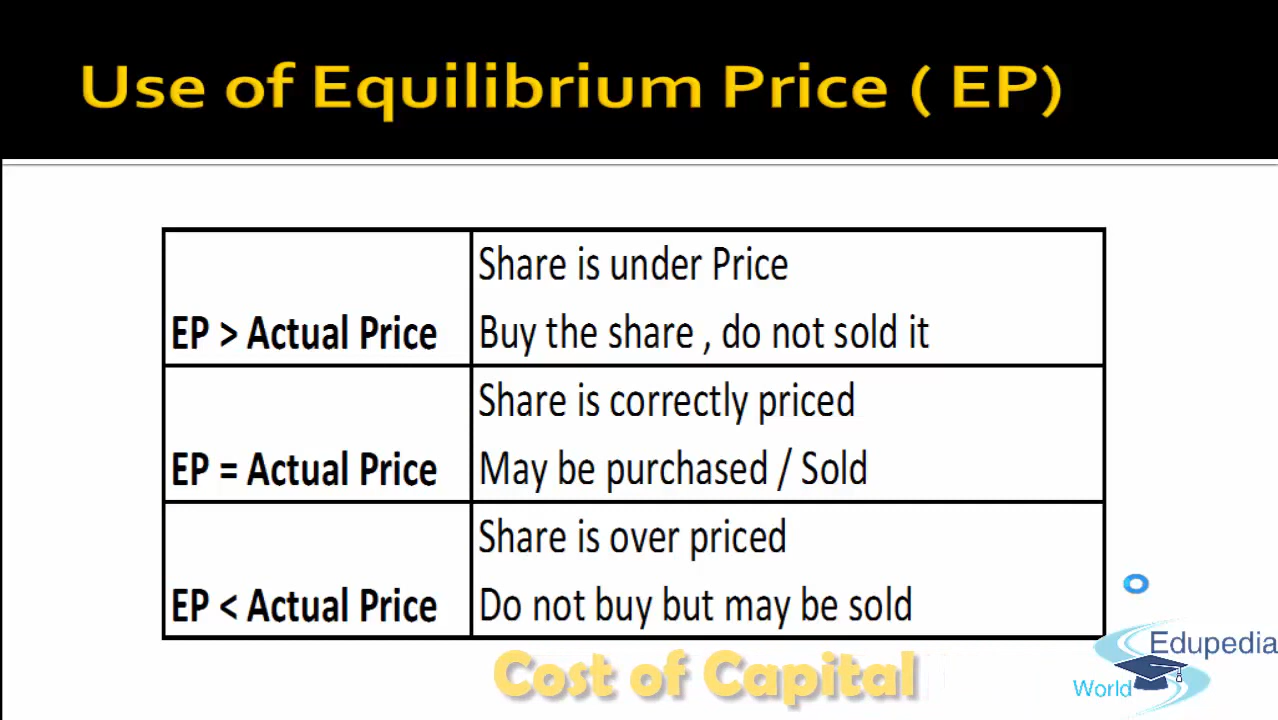 Use of Equilibrium Price ( EP)
Share is under Price
EP > Actual Price Buy the share , do not sold it
Share is correctly priced
EP = Actual Price May be purchased / Sold
Share is over priced
EP < Actual Price Do not buy but may be sold
Cost of Capital
Edupedia
World